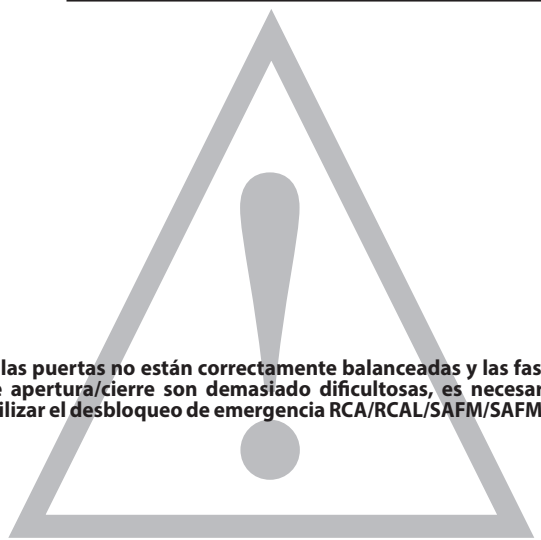 las puertas no están correctamente balanceadas y las fas
apertura/cierre son demasiado dificultosas, es necesar
ilizar el desbloqueo de emergencia RCA/RCAL/SAFM/SAFM